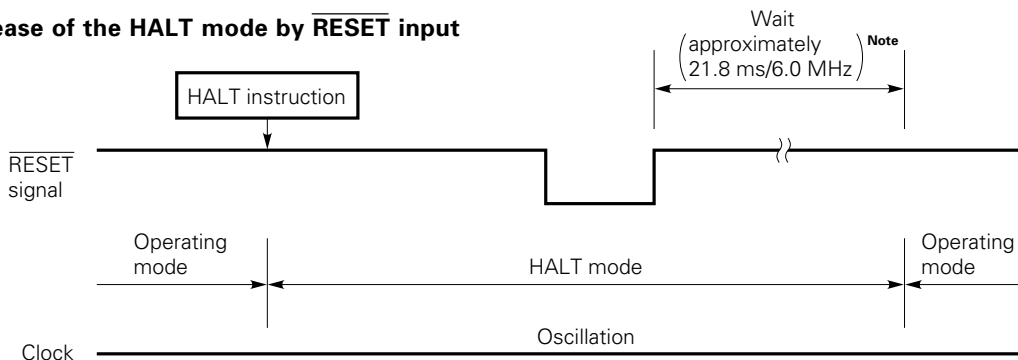 ease of the HALT mode by RESET input
Wait
(approximately
21.8 ms/6.0 MHz) Note
HALT instruction
RESET
signal
Operating
mode
HALT mode
Operating
mode
Oscillation
Clock